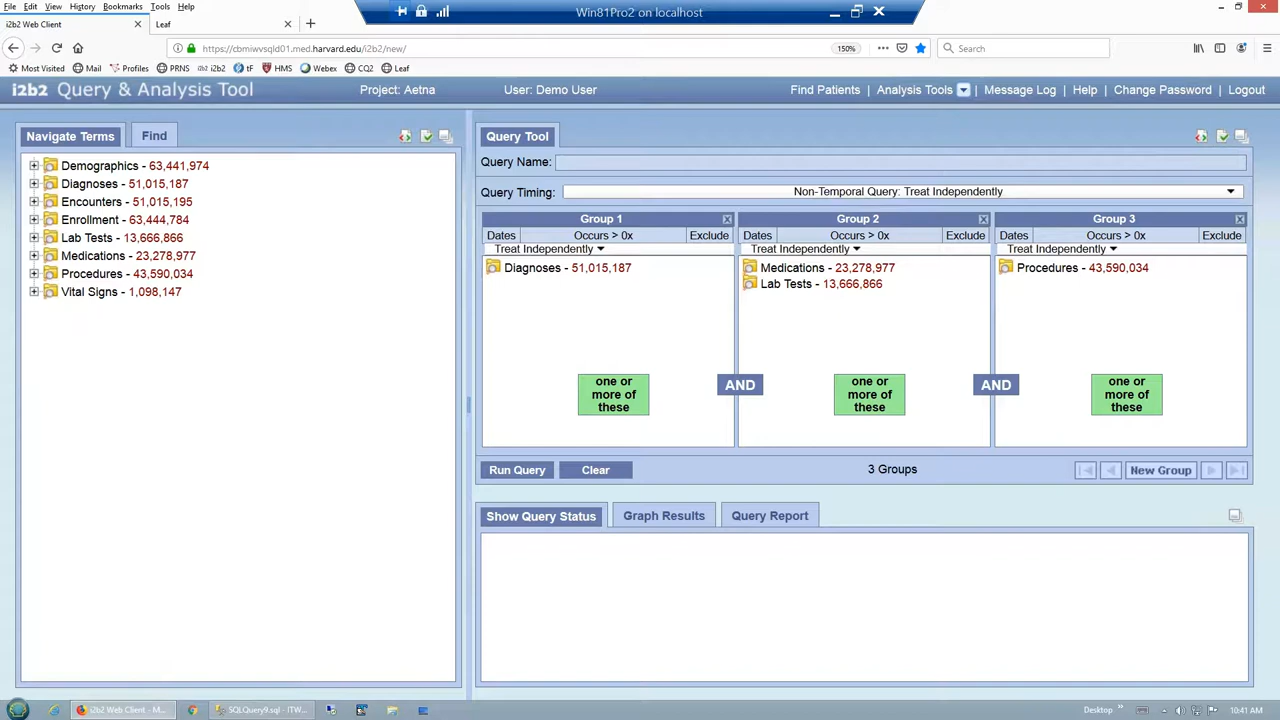 File Edit View History Bookmarks Tools Help
Win81Pro2 on localhost
i2b2 Web Client
Leaf
https://cbmiwvsqld01.med.harvard.edu/i2b2/new/
150%
Search
Most Visited Mail Profiles PRNS i2b2 tF HMS Webex CQ2 Leaf
i2b2 Query & Analysis Tool
Project: Aetna
User: Demo User
Find Patients Analysis Tools Message Log Help Change Password Logout
Navigate Terms Find
Demographics - 63,441,974
Diagnoses - 51,015,187
Encounters - 51,015,195
Enrollment - 63,444,784
Lab Tests - 13,666,866
Medications - 23,278,977
Procedures - 43,590,034
Vital Signs - 1,098,147
Query Tool
Query Name:
Query Timing: Non-Temporal Query: Treat Independently
Group 1 Group 2 Group 3
Dates Occurs > 0x Exclude Dates Occurs > 0x Exclude Dates Occurs > 0x Exclude
Treat Independently Treat Independently Treat Independently
Diagnoses - 51,015,187
Medications - 23,278,977
Lab Tests - 13,666,866
Procedures - 43,590,034
one or
more of
these
AND
one or
more of
these
AND
one or
more of
these
Run Query Clear 3 Groups New Group
Show Query Status Graph Results Query Report
i2b2 Web Client - M...
SQLQuery9.sql - ITW...
Desktop
10:41 AM